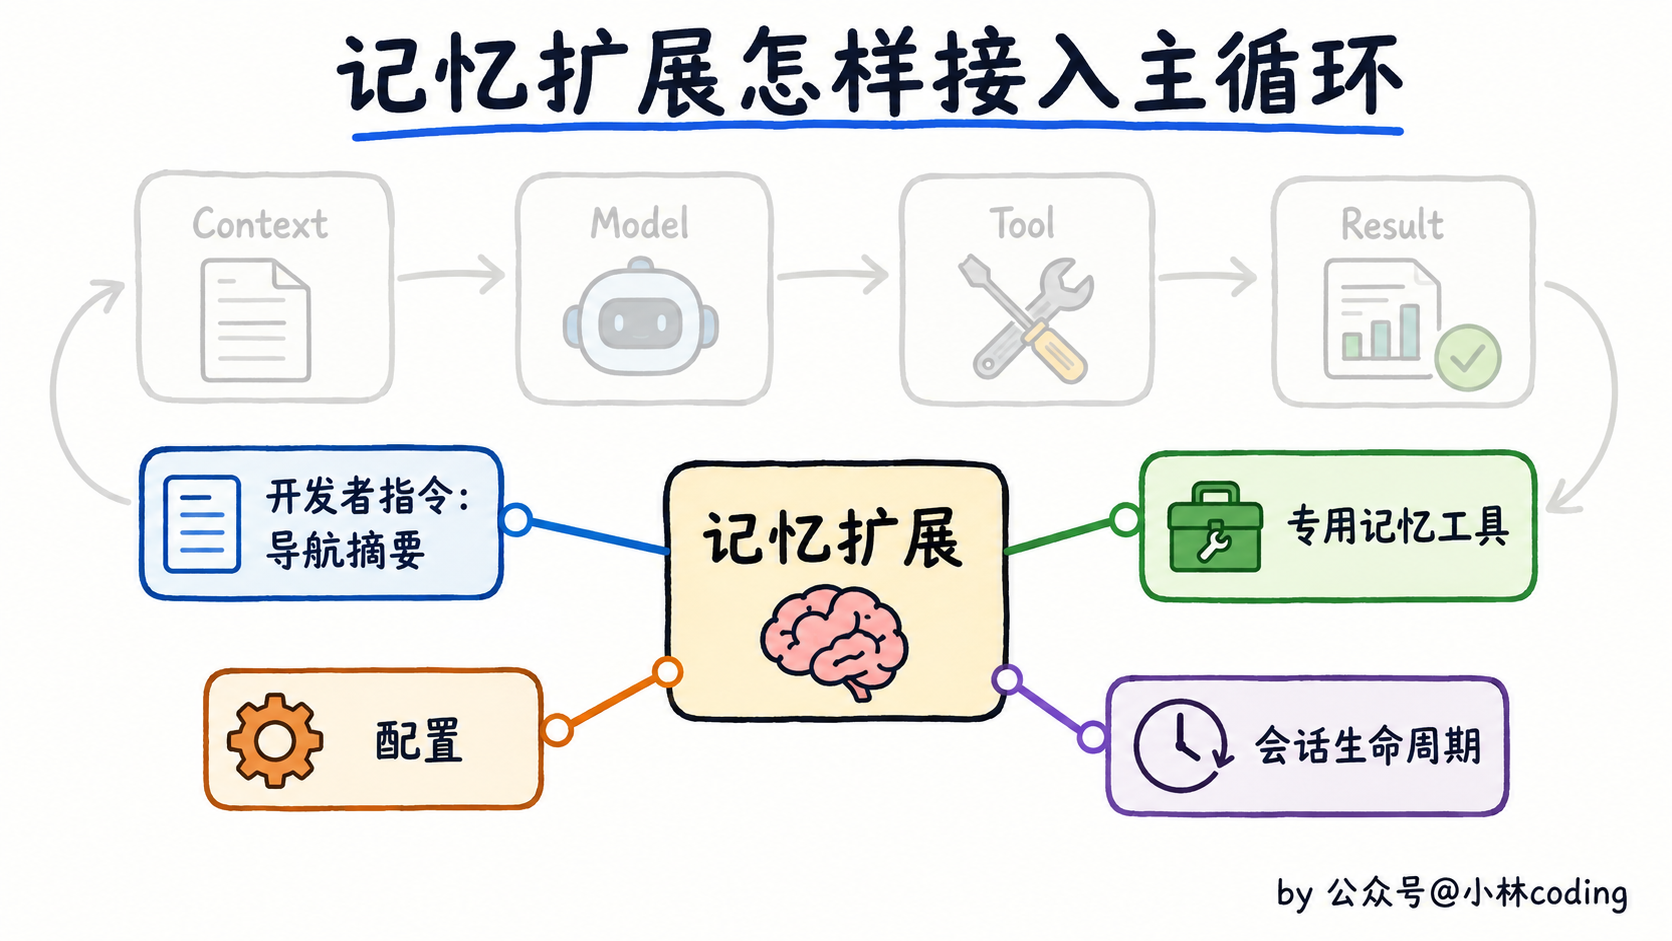 记忆扩展怎样接入主循环
Context
Model
Tool
Result
开发者指令：
导航摘要
记忆扩展
专用记忆工具
配置
会话生命周期
by 公众号@小林coding